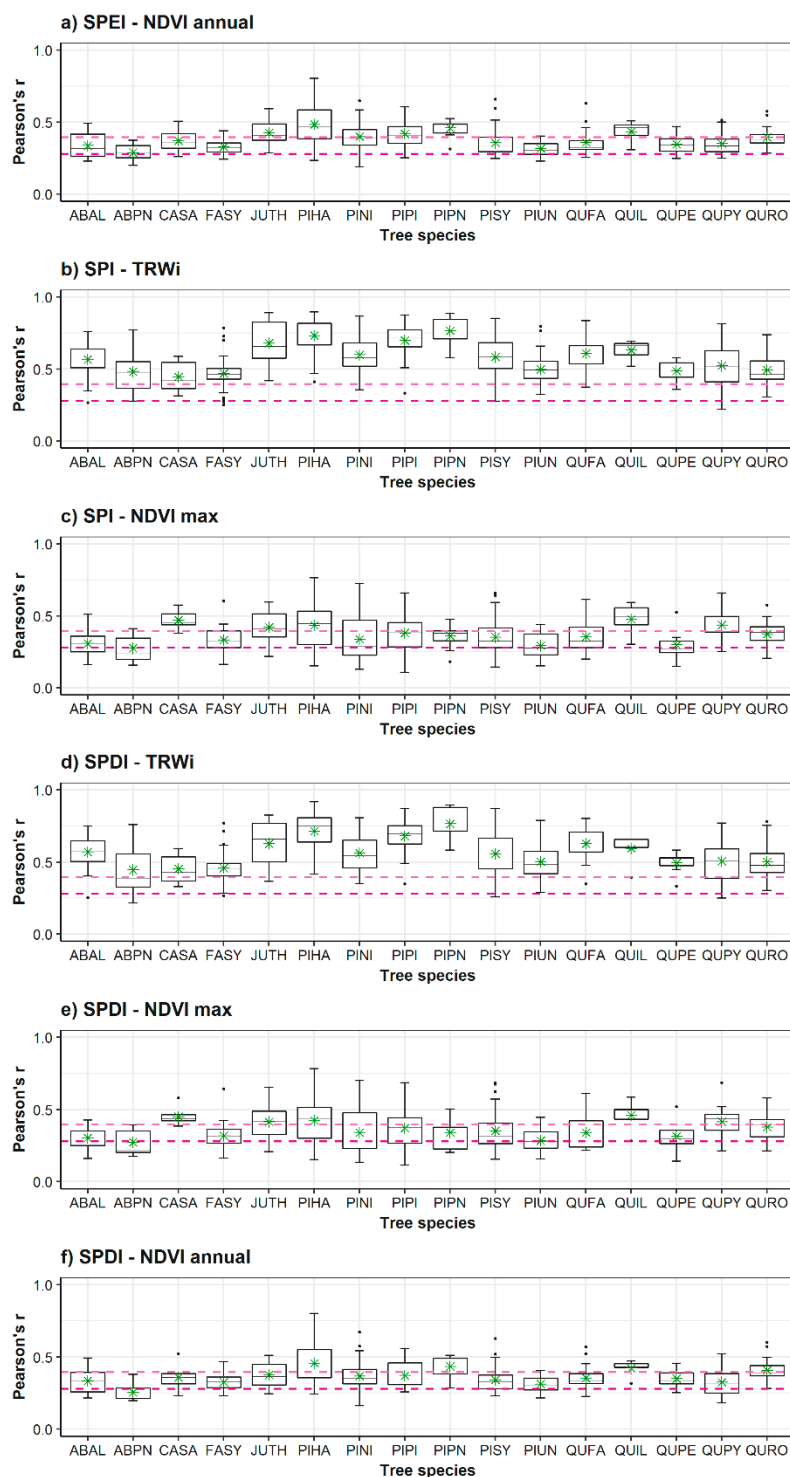 a) SPEI - NDVI annual
1.0
0.5
0.0
Pearson's r
ABAL ABPN CASA FASY JUTH PIHA PINI PIPI PIPN PISY PIUN QUFA QUIL QUPE QUPY QURO
Tree species
b) SPI - TRWi
1.0
0.5
0.0
Pearson's r
ABAL ABPN CASA FASY JUTH PIHA PINI PIPI PIPN PISY PIUN QUFA QUIL QUPE QUPY QURO
Tree species
c) SPI - NDVI max
1.0
0.5
0.0
Pearson's r
ABAL ABPN CASA FASY JUTH PIHA PINI PIPI PIPN PISY PIUN QUFA QUIL QUPE QUPY QURO
Tree species
d) SPDI - TRWi
1.0
0.5
0.0
Pearson's r
ABAL ABPN CASA FASY JUTH PIHA PINI PIPI PIPN PISY PIUN QUFA QUIL QUPE QUPY QURO
Tree species
e) SPDI - NDVI max
1.0
0.5
0.0
Pearson's r
ABAL ABPN CASA FASY JUTH PIHA PINI PIPI PIPN PISY PIUN QUFA QUIL QUPE QUPY QURO
Tree species
f) SPDI - NDVI annual
1.0
0.5
0.0
Pearson's r
ABAL ABPN CASA FASY JUTH PIHA PINI PIPI PIPN PISY PIUN QUFA QUIL QUPE QUPY QURO
Tree species